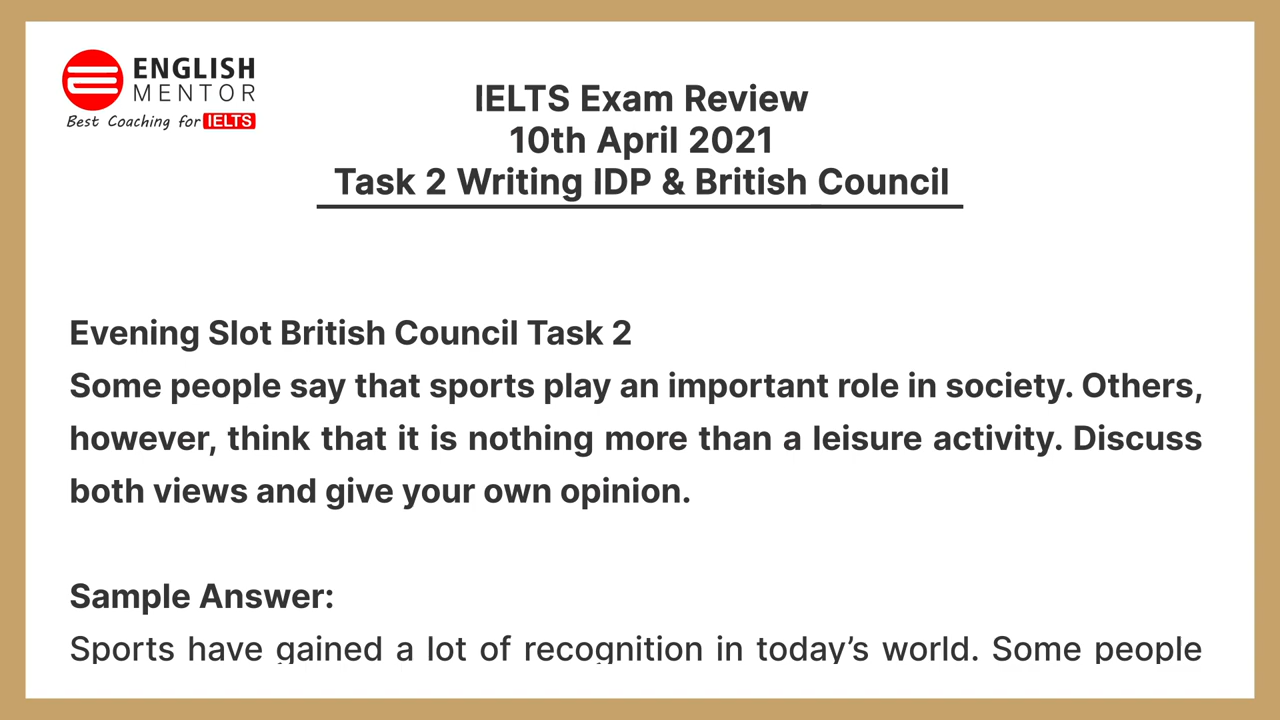 ENGLISH
MENTOR
Best Coaching for IELTS
IELTS Exam Review
10th April 2021
Task 2 Writing IDP & British Council
Evening Slot British Council Task 2
Some people say that sports play an important role in society. Others,
however, think that it is nothing more than a leisure activity. Discuss
both views and give your own opinion.
Sample Answer:
Sports have gained a lot of recognition in today’s world. Some people